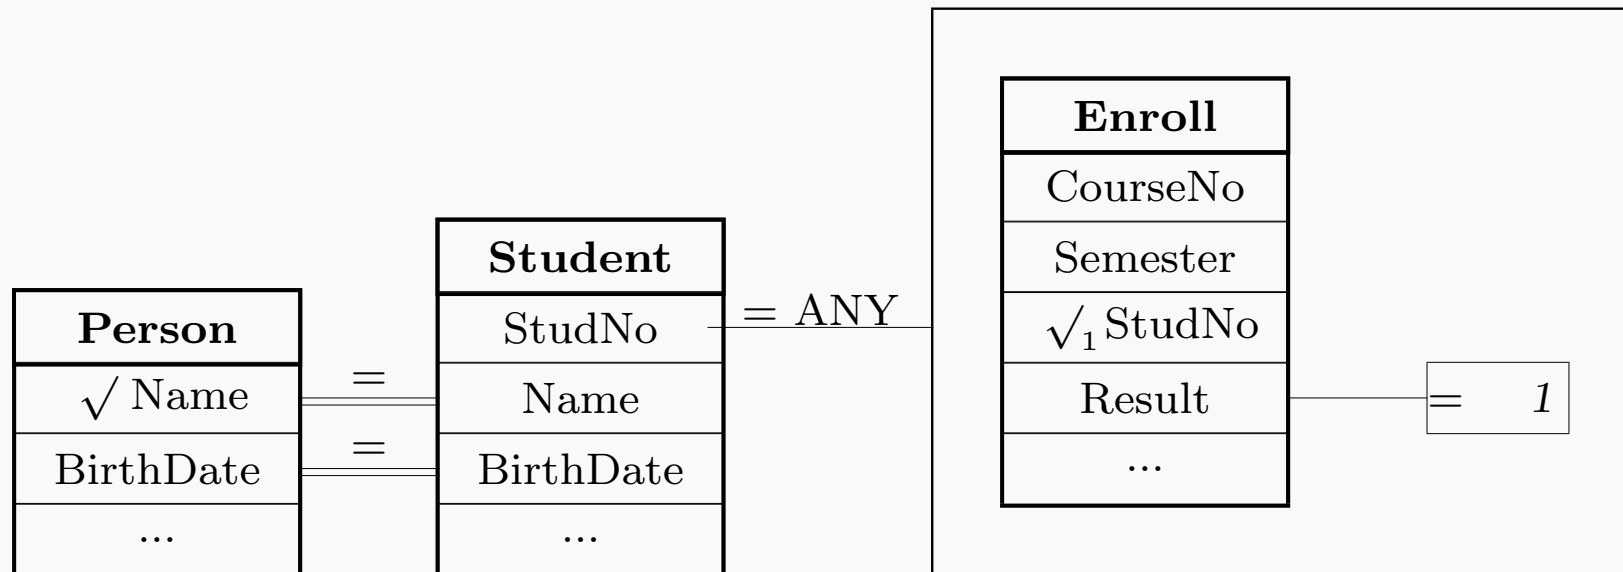 Person
√ Name
BirthDate
...
=
=
Student
StudNo
Name
BirthDate
...
= ANY
Enroll
CourseNo
Semester
√₁ StudNo
Result
...
= 1